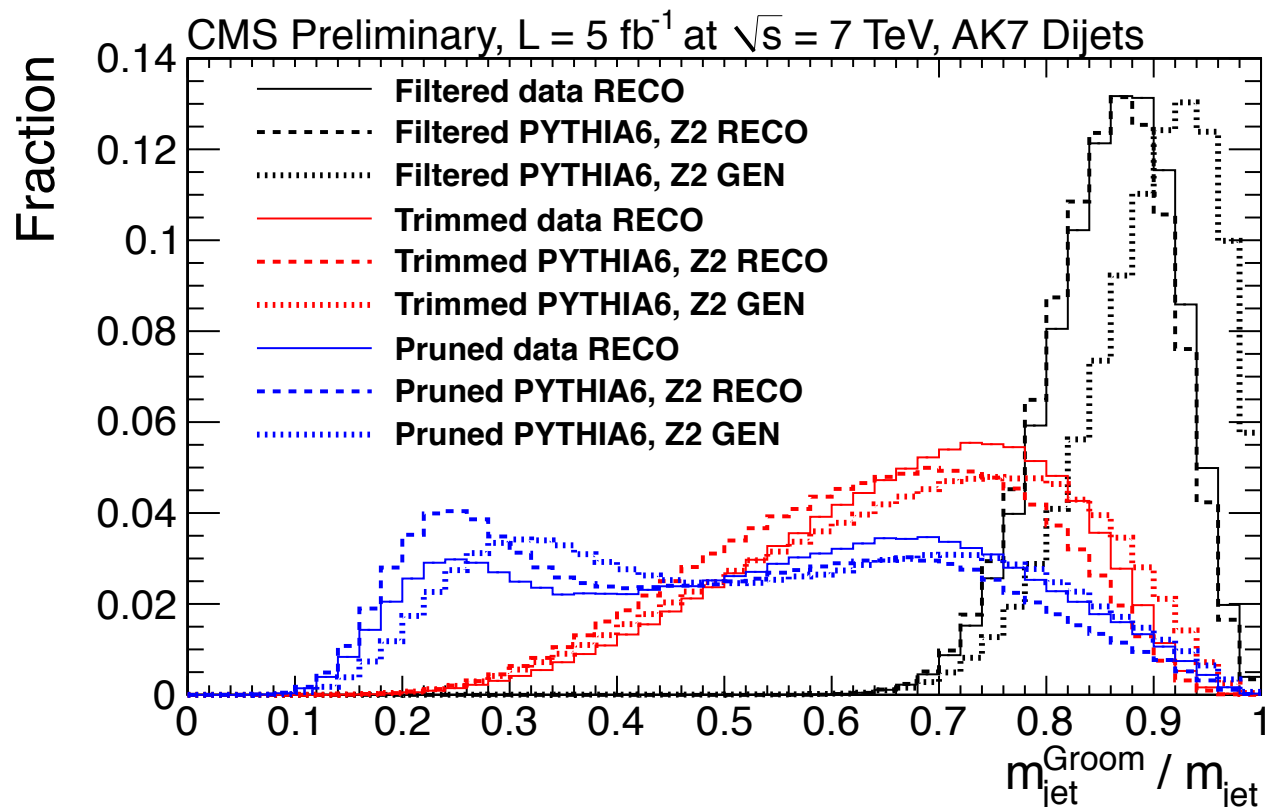 CMS Preliminary, L = 5 fb⁻¹ at √s = 7 TeV, AK7 Dijets
Fraction
0.14
0.12
0.1
0.08
0.06
0.04
0.02
0
Filtered data RECO
Filtered PYTHIA6, Z2 RECO
Filtered PYTHIA6, Z2 GEN
Trimmed data RECO
Trimmed PYTHIA6, Z2 RECO
Trimmed PYTHIA6, Z2 GEN
Pruned data RECO
Pruned PYTHIA6, Z2 RECO
Pruned PYTHIA6, Z2 GEN
0 0.1 0.2 0.3 0.4 0.5 0.6 0.7 0.8 0.9 1
m_jet^Groom / m_jet